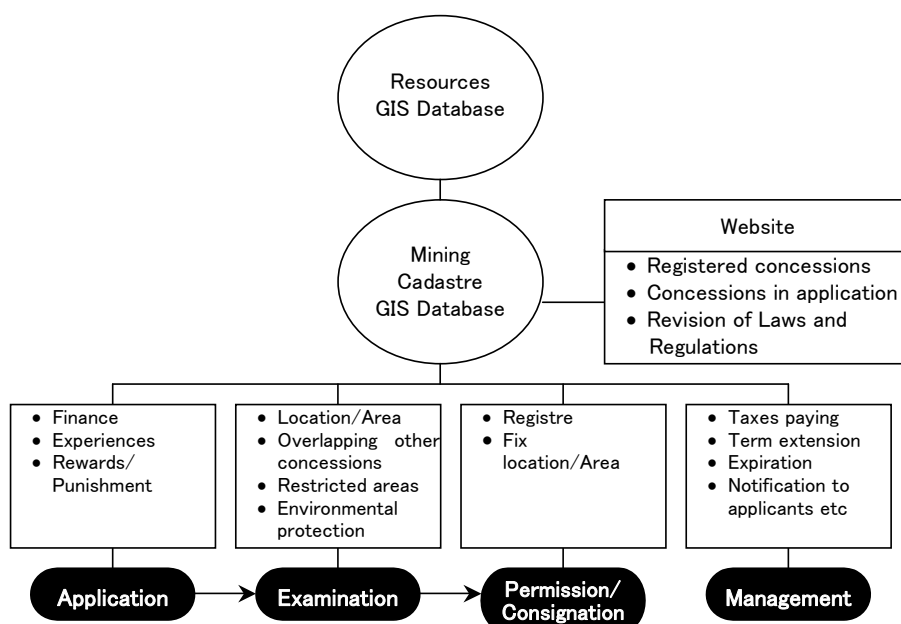 Resources
GIS Database
Mining
Cadastre
GIS Database
Website
● Registered concessions
● Concessions in application
● Revision of Laws and
Regulations
● Finance
● Experiences
● Rewards/
Punishment
● Location/Area
● Overlapping other
concessions
● Restricted areas
● Environmental
protection
● Registre
● Fix
location/Area
● Taxes paying
● Term extension
● Expiration
● Notification to
applicants etc
Application
Examination
Permission/
Consignation
Management